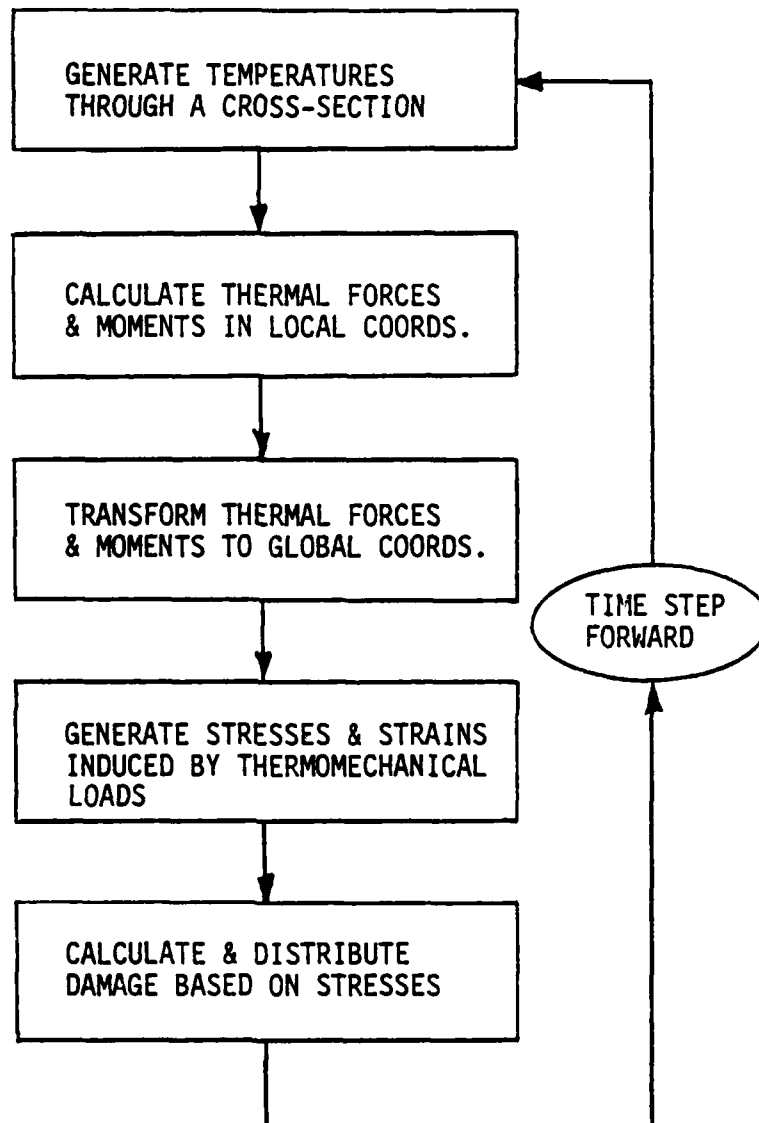 GENERATE TEMPERATURES
THROUGH A CROSS-SECTION
CALCULATE THERMAL FORCES
& MOMENTS IN LOCAL COORDS.
TRANSFORM THERMAL FORCES
& MOMENTS TO GLOBAL COORDS.
TIME STEP
FORWARD
GENERATE STRESSES & STRAINS
INDUCED BY THERMOMECHANICAL
LOADS
CALCULATE & DISTRIBUTE
DAMAGE BASED ON STRESSES